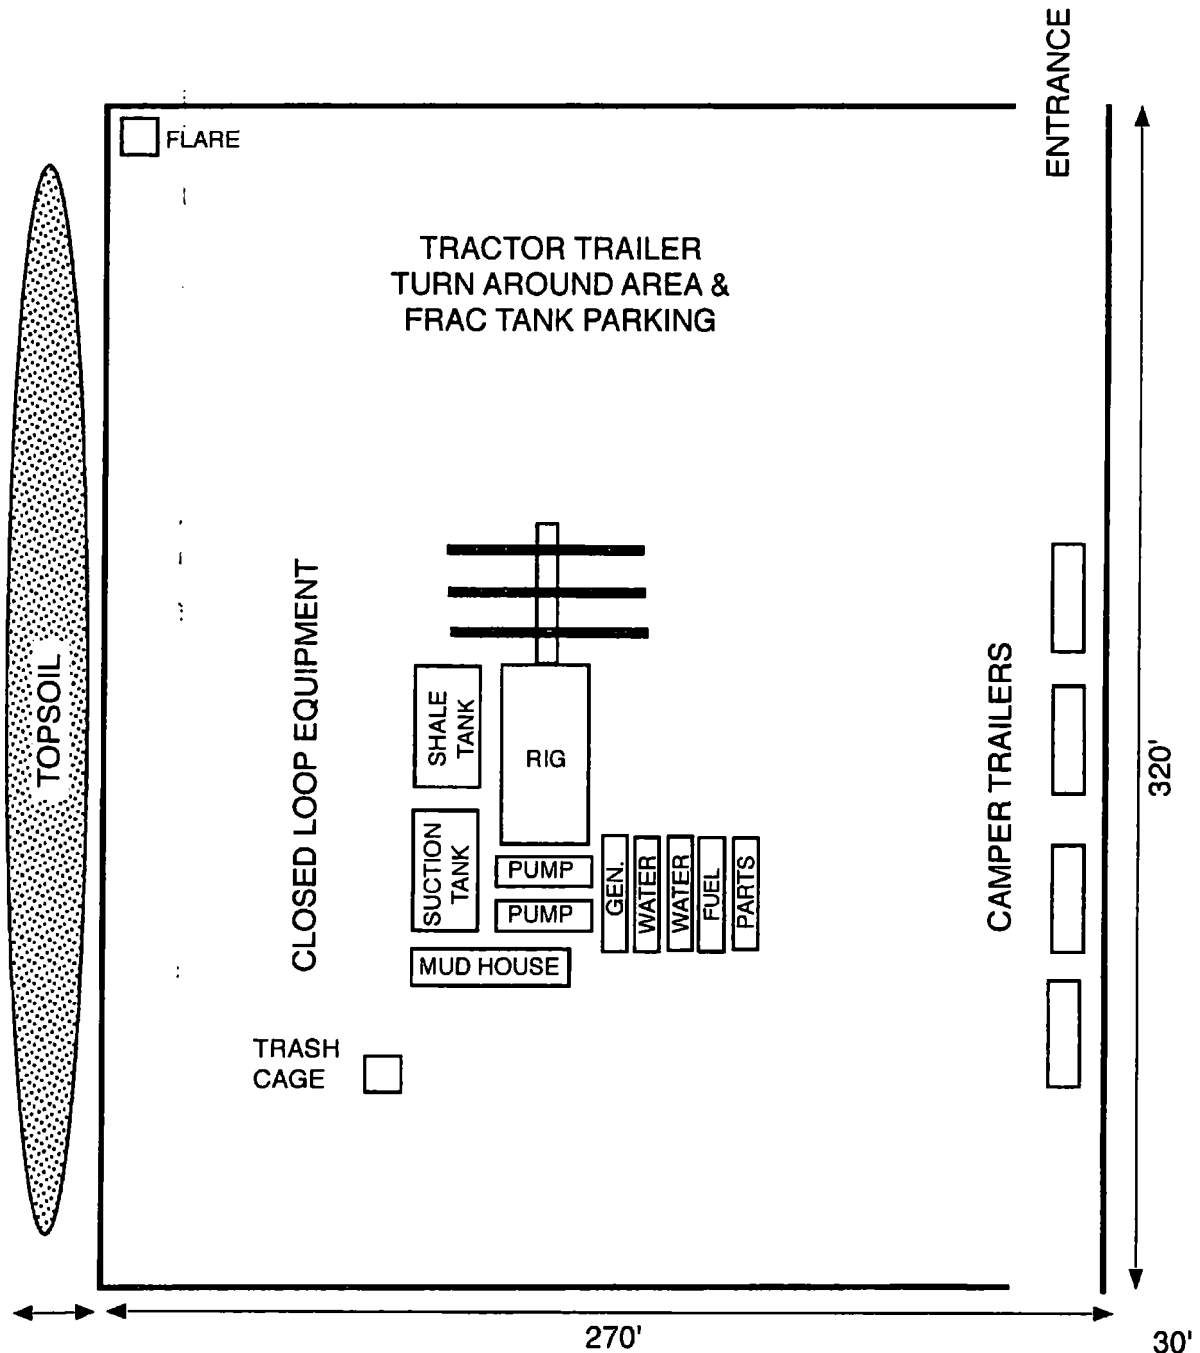 ENTRANCE
FLARE
TRACTOR TRAILER
TURN AROUND AREA &
FRAC TANK PARKING
TOPSOIL
CLOSED LOOP EQUIPMENT
SHALE
TANK
RIG
CAMPER TRAILERS
320'
SUCTION
TANK
PUMP
PUMP
GEN.
WATER
WATER
FUEL
PARTS
MUD HOUSE
TRASH
CAGE
270'
30'